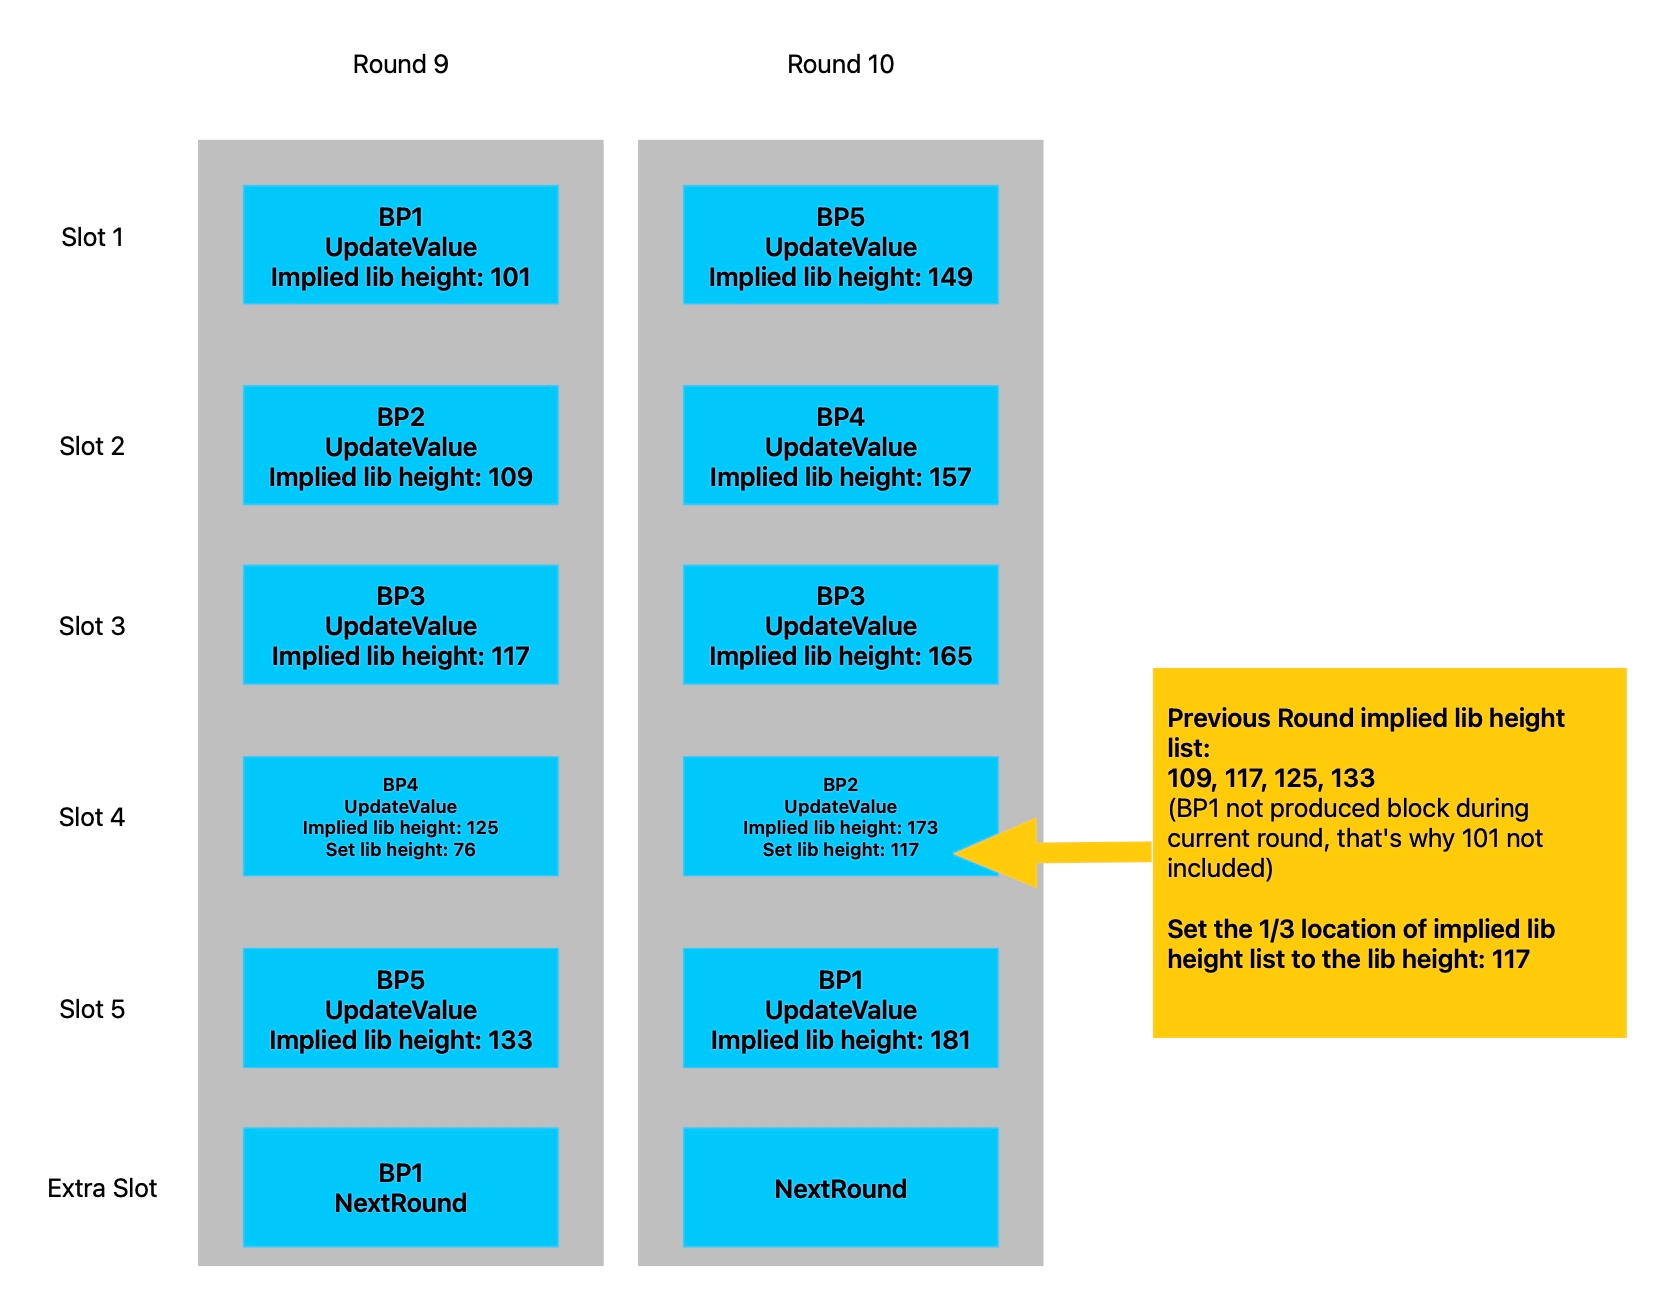 Round 9
Round 10
Slot 1
BP1
UpdateValue
Implied lib height: 101
BP5
UpdateValue
Implied lib height: 149
Slot 2
BP2
UpdateValue
Implied lib height: 109
BP4
UpdateValue
Implied lib height: 157
Slot 3
BP3
UpdateValue
Implied lib height: 117
BP3
UpdateValue
Implied lib height: 165
Slot 4
BP4
UpdateValue
Implied lib height: 125
Set lib height: 76
BP2
UpdateValue
Implied lib height: 173
Set lib height: 117
Previous Round implied lib height
list:
109, 117, 125, 133
(BP1 not produced block during
current round, that's why 101 not
included)
Set the 1/3 location of implied lib
height list to the lib height: 117
Slot 5
BP5
UpdateValue
Implied lib height: 133
BP1
UpdateValue
Implied lib height: 181
Extra Slot
BP1
NextRound
NextRound